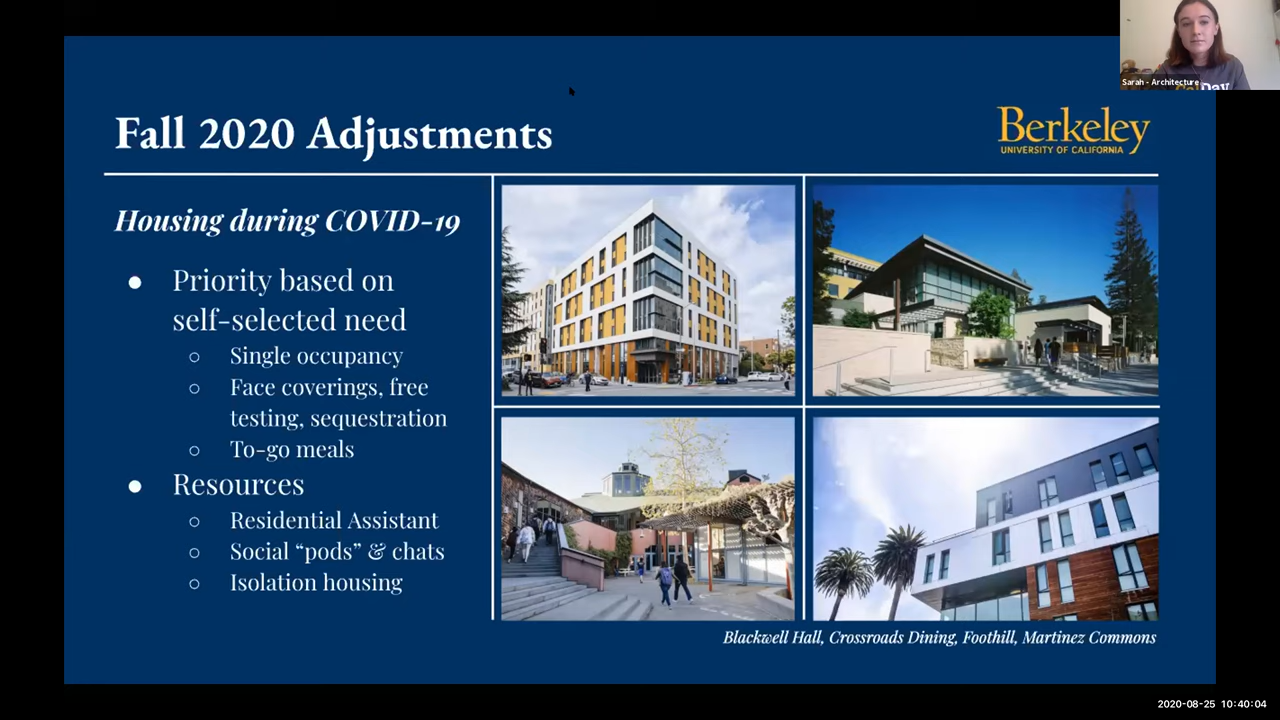 Sarah - Architecture
Fall 2020 Adjustments
Berkeley
UNIVERSITY OF CALIFORNIA
Housing during COVID-19
● Priority based on
self-selected need
○ Single occupancy
○ Face coverings, free
testing, sequestration
○ To-go meals
● Resources
○ Residential Assistant
○ Social “pods” & chats
○ Isolation housing
Blackwell Hall, Crossroads Dining, Foothill, Martinez Commons
2020-08-25 10:40:04